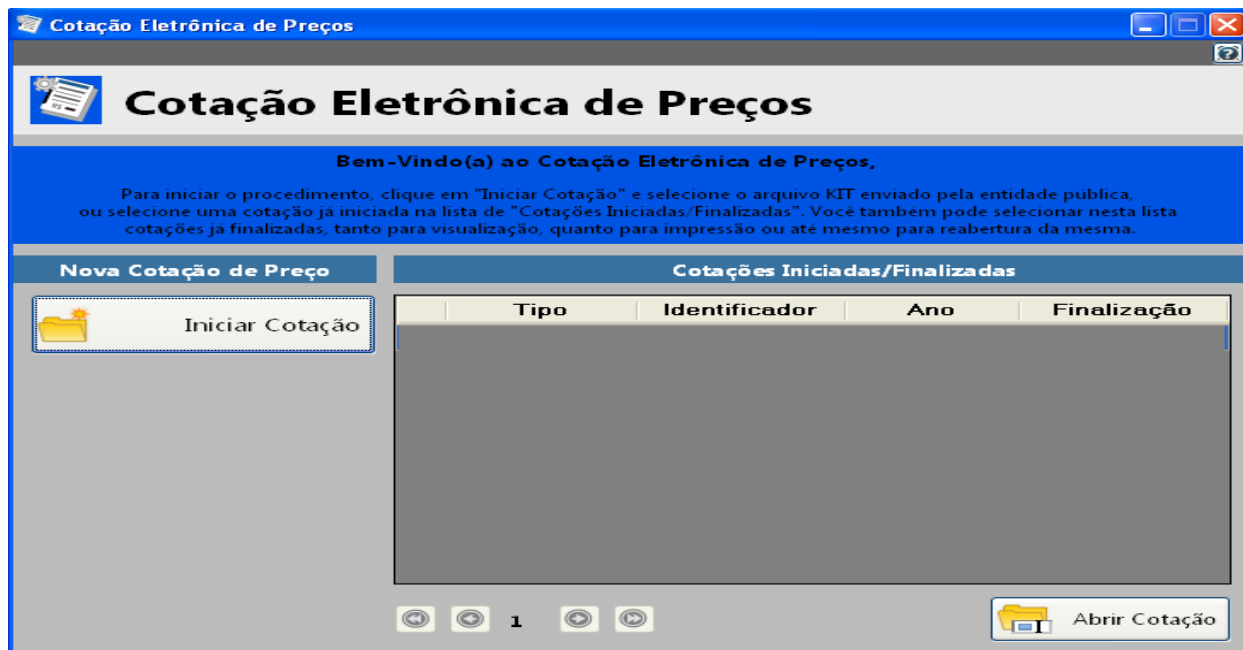 Cotação Eletrônica de Preços
Cotação Eletrônica de Preços
Bem-Vindo(a) ao Cotação Eletrônica de Preços,
Para iniciar o procedimento, clique em "Iniciar Cotação" e selecione o arquivo KIT enviado pela entidade pública,
ou selecione uma cotação já iniciada na lista de "Cotações Iniciadas/Finalizadas". Você também pode selecionar nesta lista
cotações já finalizadas, tanto para visualização, quanto para impressão ou até mesmo para reabertura da mesma.
Nova Cotação de Preço
Cotações Iniciadas/Finalizadas
Iniciar Cotação
Tipo Identificador Ano Finalização
1
Abrir Cotação